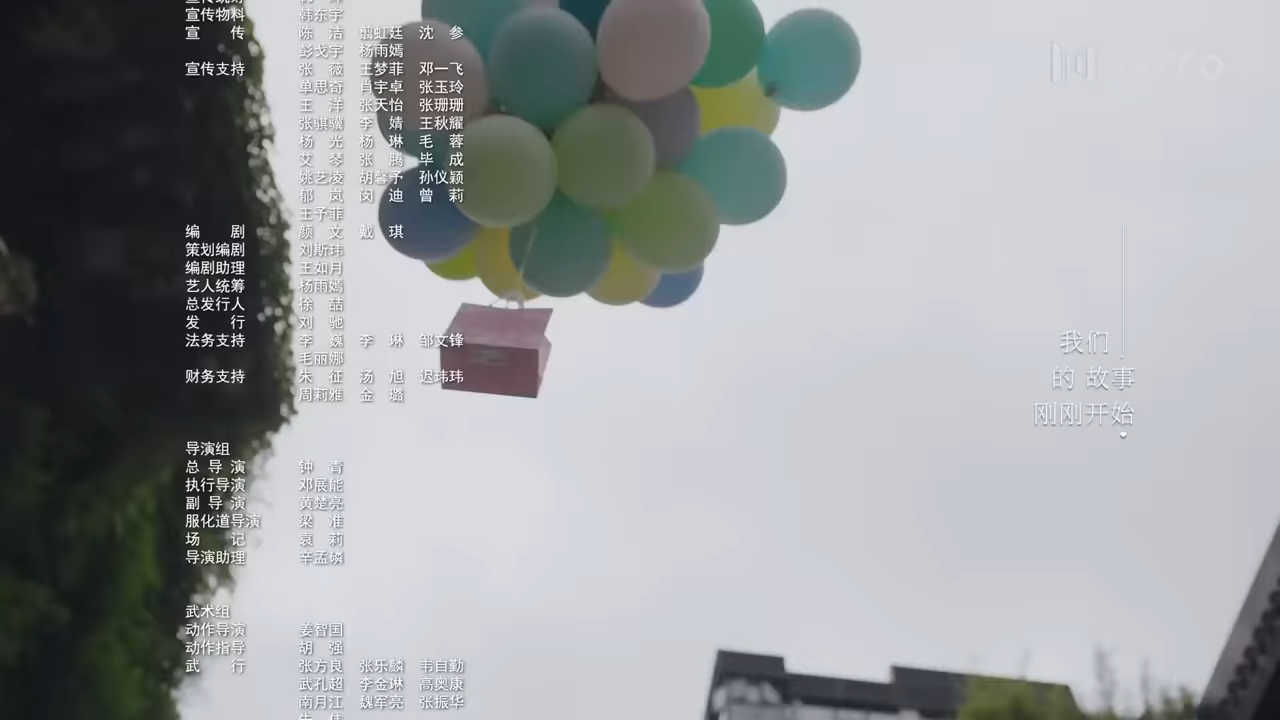 宣传物料 韩东宇
宣 传 陈 洁 翦虹廷 沈 参
彭戈宇 杨雨嫣
宣传支持 张 薇 王梦菲 邓一飞
单思奇 肖宇卓 张玉玲
王 洋 张天怡 张珊珊
张骐骥 李 婧 王秋耀
杨 光 杨 琳 毛 蓉
艾 琴 张 腾 毕 成
姚艺凌 胡馨予 孙仪颖
郁 岚 闵 迪 曾 莉
王予菲
编 剧 颜 文 戴 琪
策划编剧 刘斯玮
编剧助理 王如月
艺人统筹 杨雨嫣
总发行人 徐 喆
发 行 刘 驰
法务支持 李 巍 李 琳 邹文锋
毛丽娜
财务支持 朱 征 汤 旭 迟玮玮
周莉雅 金 璐
我们
的 故事
刚刚开始
导演组
总 导 演 钟 青
执行导演 邓展能
副 导 演 黄楚亮
服化道导演 梁 准
场 记 袁 莉
导演助理 辛孟磷
武术组
动作导演 姜智国
动作指导 胡 强
武 行 张方良 张乐麟 韦自勤
武孔超 李金琳 高奥康
南月江 魏军亮 张振华